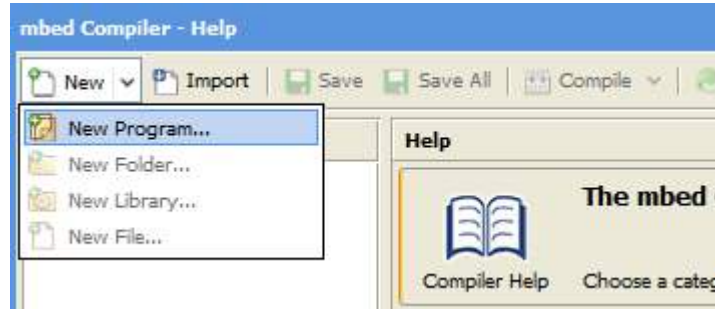 mbed Compiler - Help
New Import Save Save All Compile
New Program...
New Folder...
New Library...
New File...
Help
The mbed
Compiler Help
Choose a categ